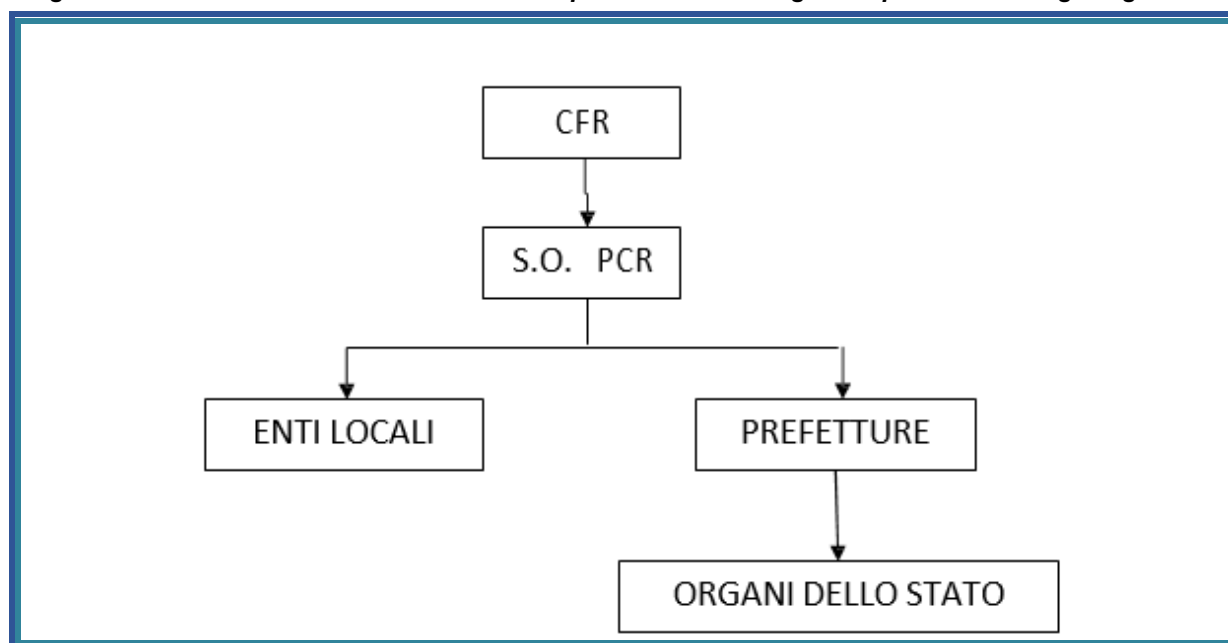 CFR
S.O. PCR
ENTI LOCALI
PREFETTURE
ORGANI DELLO STATO